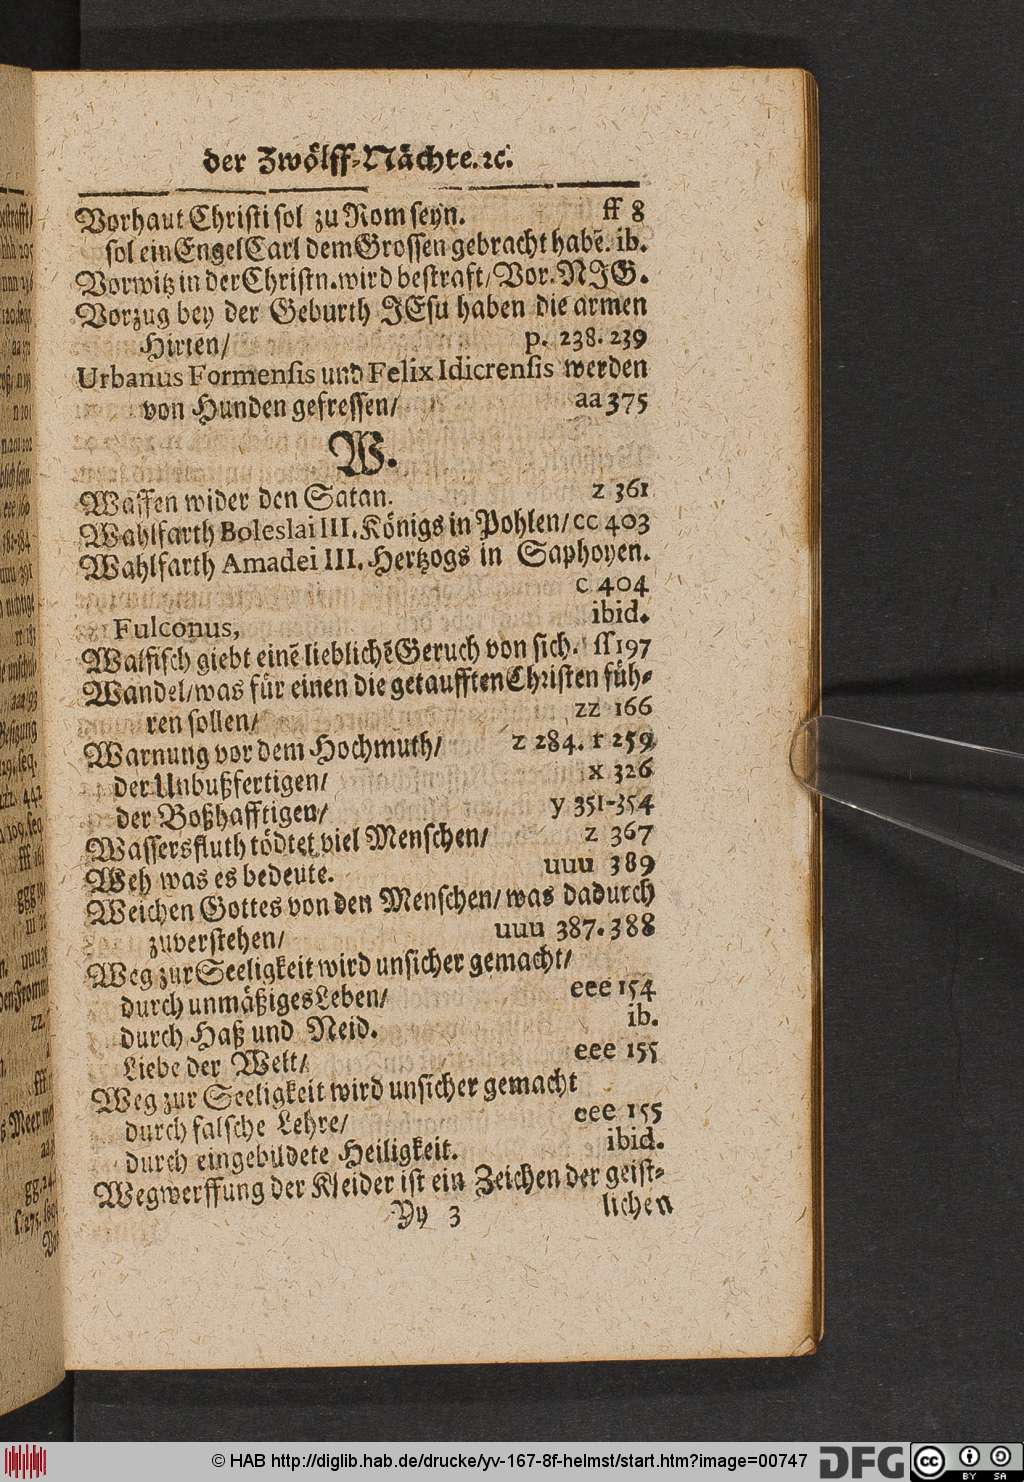 der Zwölff-Nächte.ꝛc.
Vorhaut Christi sol zu Rom seyn. ff 8
sol ein Engel Carl dem Grossen gebracht habē. ib.
Vorwitz in der Christn. wird bestraft/ Vor. NJG.
Vorzug bey der Geburth JEsu haben die armen
Hirten/ p. 238. 239
Urbanus Formensis und Felix Idicrensis werden
von Hunden gefressen/ aa 375
W.
Waffen wider den Satan. z 361
Wahlfarth Boleslai III. Königs in Pohlen/ cc 403
Wahlfarth Amadei III. Hertzogs in Saphoyen.
c 404
Fulconus, ibid.
Walfisch giebt einē lieblichē Geruch von sich. ſſ 197
Wandel/ was für einen die getaufften Christen füh-
ren sollen/ zz 166
Warnung vor dem Hochmuth/ z 284. r 259
der Unbußfertigen/ x 326
der Boßhafftigen/ y 351-354
Wassersfluth tödtet viel Menschen/ z 367
Weh was es bedeute. uuu 389
Weichen Gottes von den Menschen/ was dadurch
zuverstehen/ uuu 387. 388
Weg zur Seeligkeit wird unsicher gemacht/
durch unmäßiges Leben/ eee 154
durch Haß und Neid. ib.
Liebe der Welt/ eee 155
Weg zur Seeligkeit wird unsicher gemacht
durch falsche Lehre/ eee 155
durch eingebildete Heiligkeit. ibid.
Wegwerffung der Kleider ist ein Zeichen der geist-
Yy 3 lichen
© HAB http://diglib.hab.de/drucke/yv-167-8f-helmst/start.htm?image=00747
DFG
cc BY SA